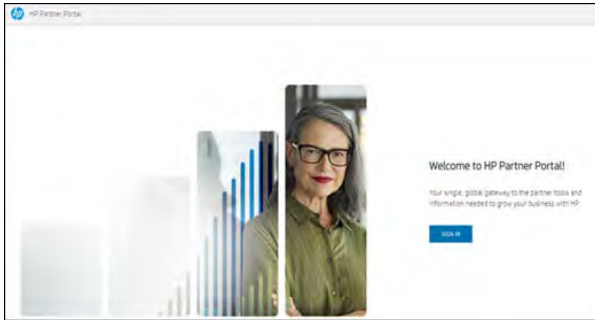 hp HP Partner Portal
Welcome to HP Partner Portal!
Your single, global gateway to the partner tools and
information needed to grow your business with HP.
SIGN IN